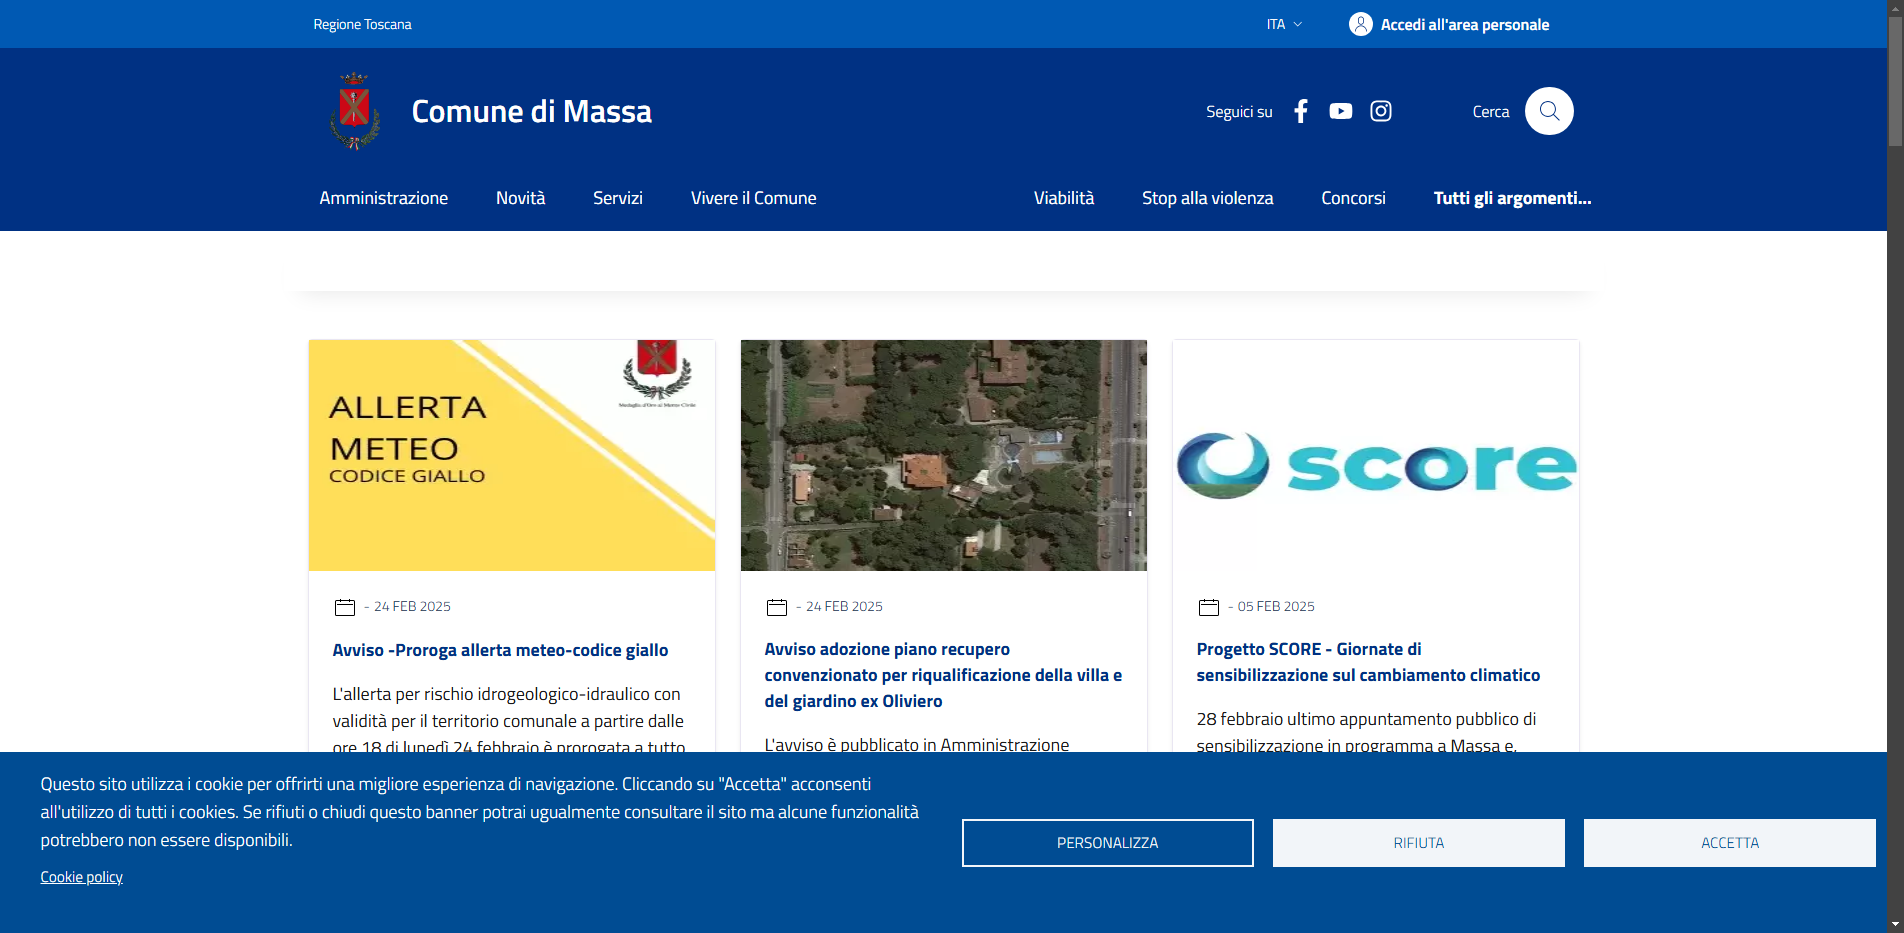 Regione Toscana
ITA
Accedi all'area personale
Comune di Massa
Seguici su
Cerca
Amministrazione
Novità
Servizi
Vivere il Comune
Viabilità
Stop alla violenza
Concorsi
Tutti gli argomenti...
ALLERTA
METEO
CODICE GIALLO
Medaglia d'Oro al Merito Civile
- 24 FEB 2025
Avviso -Proroga allerta meteo-codice giallo
L'allerta per rischio idrogeologico-idraulico con
validità per il territorio comunale a partire dalle
ore 18 di lunedì 24 febbraio è prorogata a tutto
- 24 FEB 2025
Avviso adozione piano recupero
convenzionato per riqualificazione della villa e
del giardino ex Oliviero
L'avviso è pubblicato in Amministrazione
score
- 05 FEB 2025
Progetto SCORE - Giornate di
sensibilizzazione sul cambiamento climatico
28 febbraio ultimo appuntamento pubblico di
sensibilizzazione in programma a Massa e,
Questo sito utilizza i cookie per offrirti una migliore esperienza di navigazione. Cliccando su "Accetta" acconsenti
all'utilizzo di tutti i cookies. Se rifiuti o chiudi questo banner potrai ugualmente consultare il sito ma alcune funzionalità
potrebbero non essere disponibili.
Cookie policy
PERSONALIZZA
RIFIUTA
ACCETTA